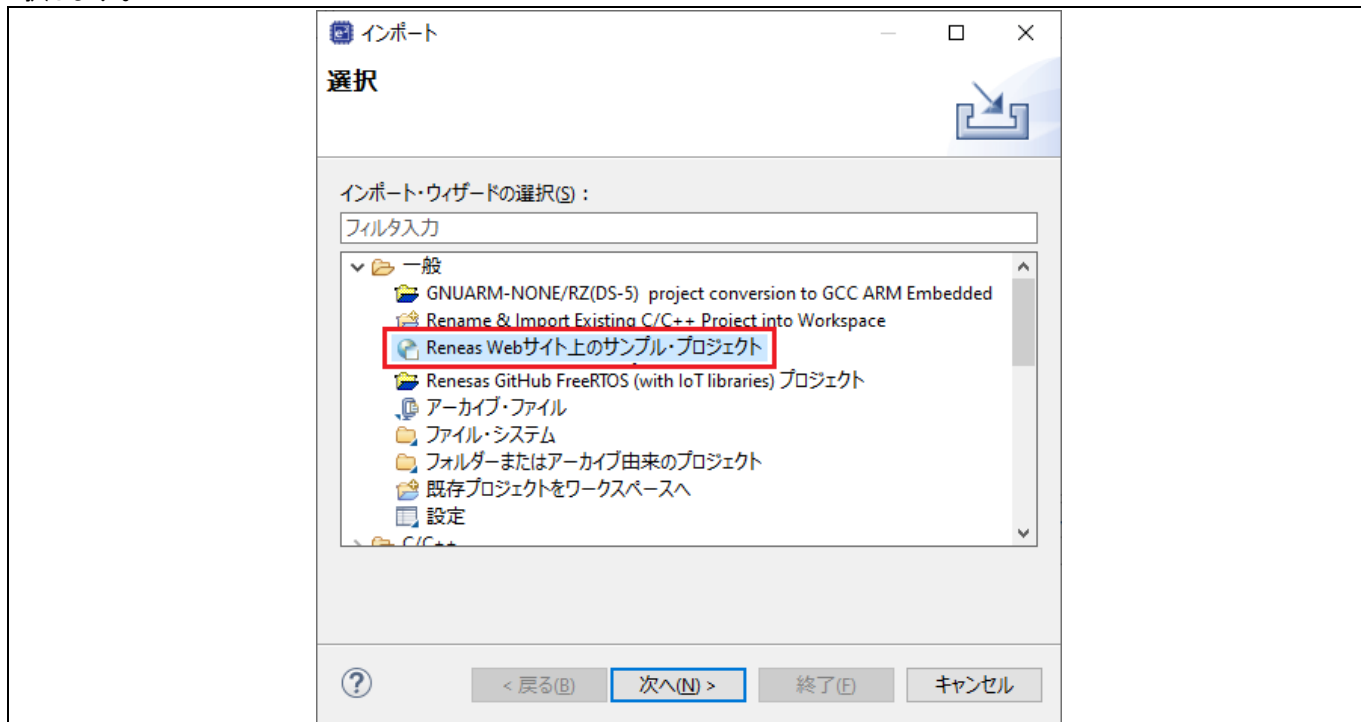 インポート
選択
インポート・ウィザードの選択(S)：
フィルタ入力
一般
GNUARM-NONE/RZ(DS-5) project conversion to GCC ARM Embedded
Rename & Import Existing C/C++ Project into Workspace
Reneas Webサイト上のサンプル・プロジェクト
Renesas GitHub FreeRTOS (with IoT libraries) プロジェクト
アーカイブ・ファイル
ファイル・システム
フォルダーまたはアーカイブ由来のプロジェクト
既存プロジェクトをワークスペースへ
設定
C/C++
< 戻る(B) 次へ(N) > 終了(F) キャンセル